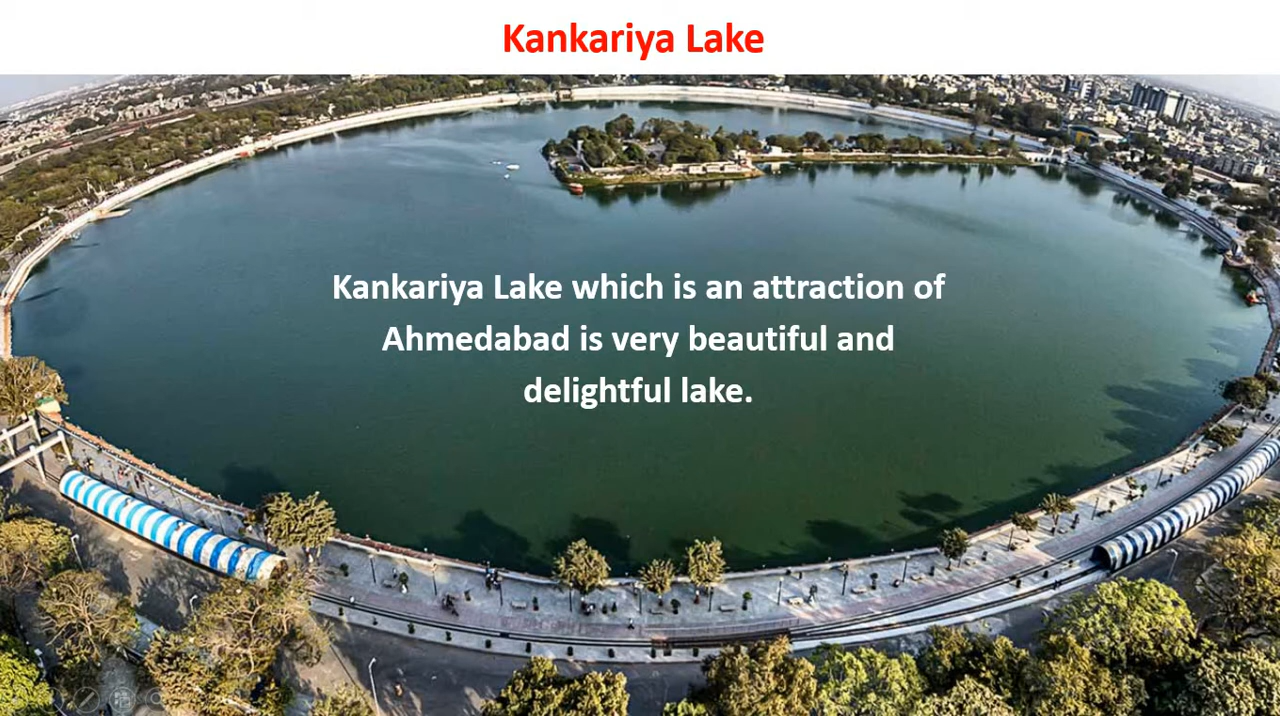 Kankariya Lake
Kankariya Lake which is an attraction of
Ahmedabad is very beautiful and
delightful lake.